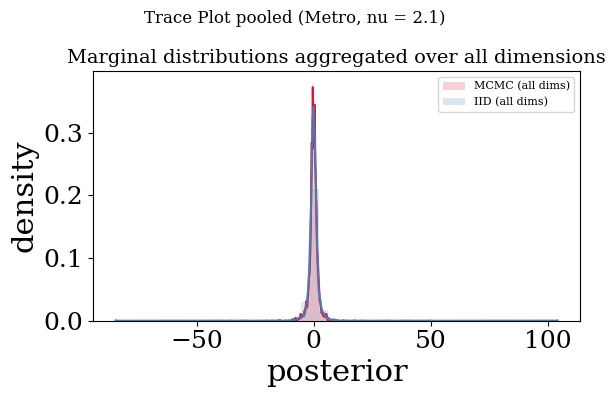 Trace Plot pooled (Metro, nu = 2.1)
Marginal distributions aggregated over all dimensions
MCMC (all dims)
IID (all dims)
density
0.3
0.2
0.1
0.0
−50
0
50
100
posterior